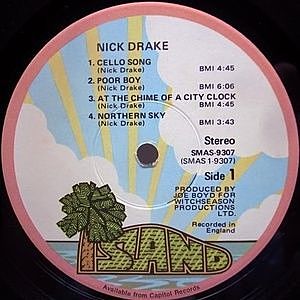 NICK DRAKE
1. CELLO SONG
(Nick Drake) BMI 4:45
2. POOR BOY
(Nick Drake) BMI 6:06
3. AT THE CHIME OF A CITY CLOCK
(Nick Drake) BMI 4:45
4. NORTHERN SKY
(Nick Drake) BMI 3:43
Stereo
SMAS-9307
(SMAS 1-9307)
Side 1
PRODUCED BY
JOE BOYD FOR
WITCHSEASON
PRODUCTIONS
LTD.
Recorded in
England
ISLAND
Available from Capitol Records